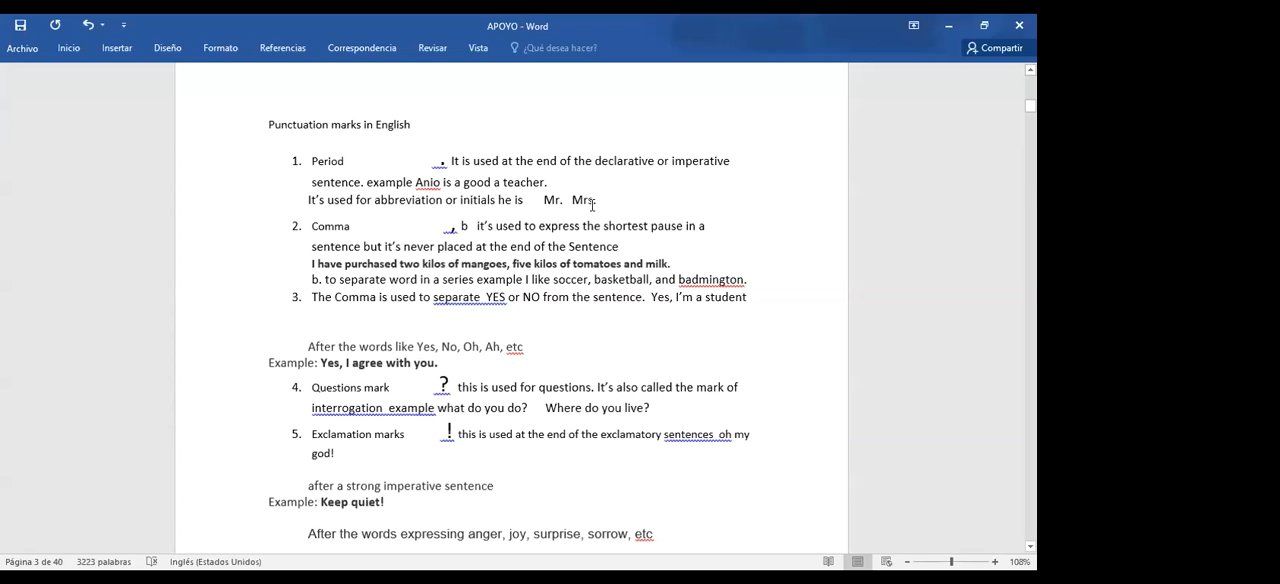 APOYO - Word
Archivo Inicio Insertar Diseño Formato Referencias Correspondencia Revisar Vista ¿Qué desea hacer? Compartir
Punctuation marks in English
1. Period . It is used at the end of the declarative or imperative
sentence. example Anio is a good a teacher.
It's used for abbreviation or initials he is Mr. Mrs.
2. Comma , b it's used to express the shortest pause in a
sentence but it's never placed at the end of the Sentence
I have purchased two kilos of mangoes, five kilos of tomatoes and milk.
b. to separate word in a series example I like soccer, basketball, and badmington.
3. The Comma is used to separate YES or NO from the sentence. Yes, I'm a student
After the words like Yes, No, Oh, Ah, etc
Example: Yes, I agree with you.
4. Questions mark ? this is used for questions. It's also called the mark of
interrogation example what do you do? Where do you live?
5. Exclamation marks ! this is used at the end of the exclamatory sentences oh my
god!
after a strong imperative sentence
Example: Keep quiet!
After the words expressing anger, joy, surprise, sorrow, etc
Página 3 de 40 3223 palabras Inglés (Estados Unidos) 108%